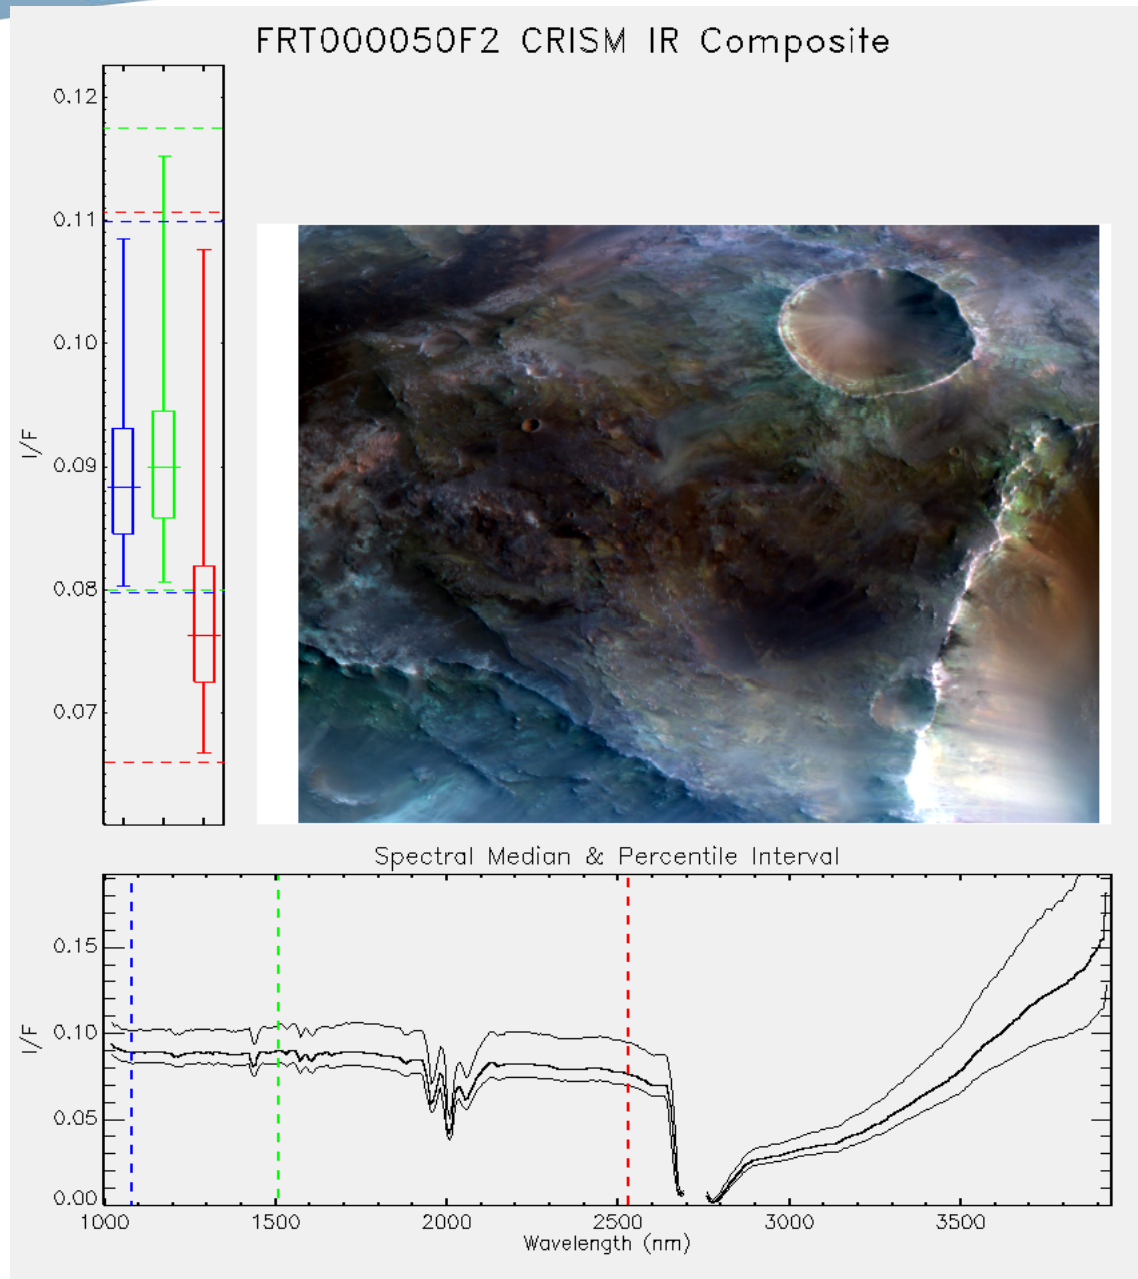 FRT000050F2 CRISM IR Composite
0.12
0.11
0.10
0.09
0.08
0.07
I/F
Spectral Median & Percentile Interval
0.15
0.10
0.05
0.00
I/F
1000 1500 2000 2500 3000 3500
Wavelength (nm)